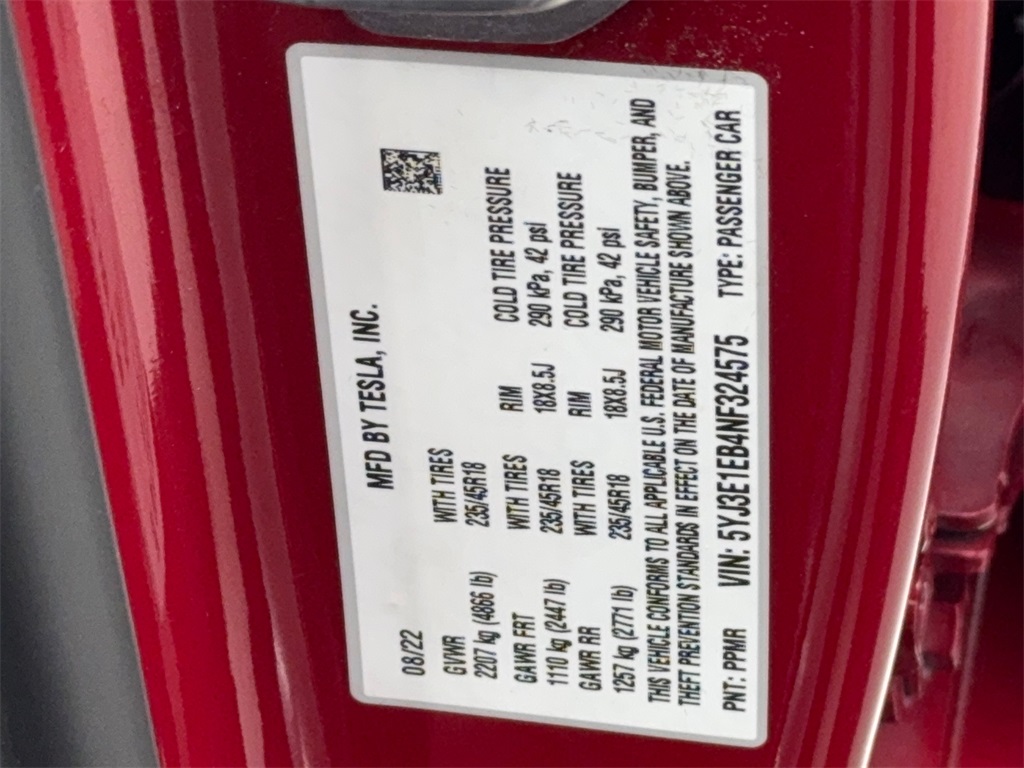 MFD BY TESLA, INC.
08/22
GVWR WITH TIRES
2207 kg (4866 lb) 235/45R18
GAWR FRT WITH TIRES RIM COLD TIRE PRESSURE
1110 kg (2447 lb) 235/45R18 18X8.5J 290 kPa, 42 psi
GAWR RR WITH TIRES RIM COLD TIRE PRESSURE
1257 kg (2771 lb) 235/45R18 18X8.5J 290 kPa, 42 psi
THIS VEHICLE CONFORMS TO ALL APPLICABLE U.S. FEDERAL MOTOR VEHICLE SAFETY, BUMPER, AND
THEFT PREVENTION STANDARDS IN EFFECT ON THE DATE OF MANUFACTURE SHOWN ABOVE.
PNT: PPMR VIN: 5YJ3E1EB4NF324575 TYPE: PASSENGER CAR